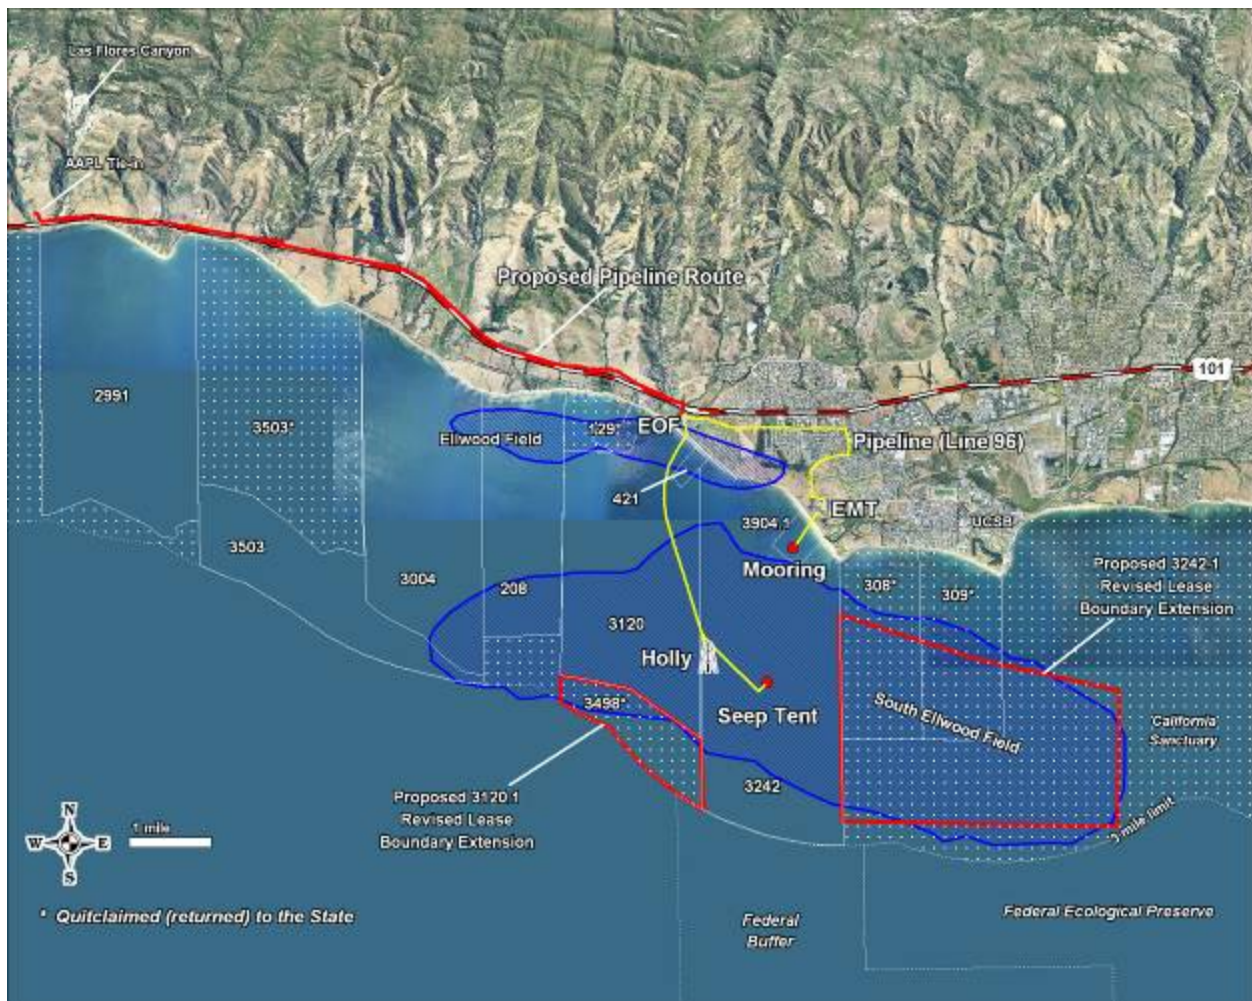 Las Flores Canyon
AAPL Tie-in
Proposed Pipeline Route
101
2991
3503*
Ellwood Field
129*
EOF
Pipeline (Line 96)
421
3904.1
EMT
UCSB
3503
Mooring
Proposed 3242-1
Revised Lease
Boundary Extension
3004
208
308*
309*
3120
Holly
3498*
Seep Tent
South Ellwood Field
California
Sanctuary
3242
Proposed 3120.1
Revised Lease
Boundary Extension
3 mile limit
N
W
E
S
1 mile
* Quitclaimed (returned) to the State
Federal
Buffer
Federal Ecological Preserve